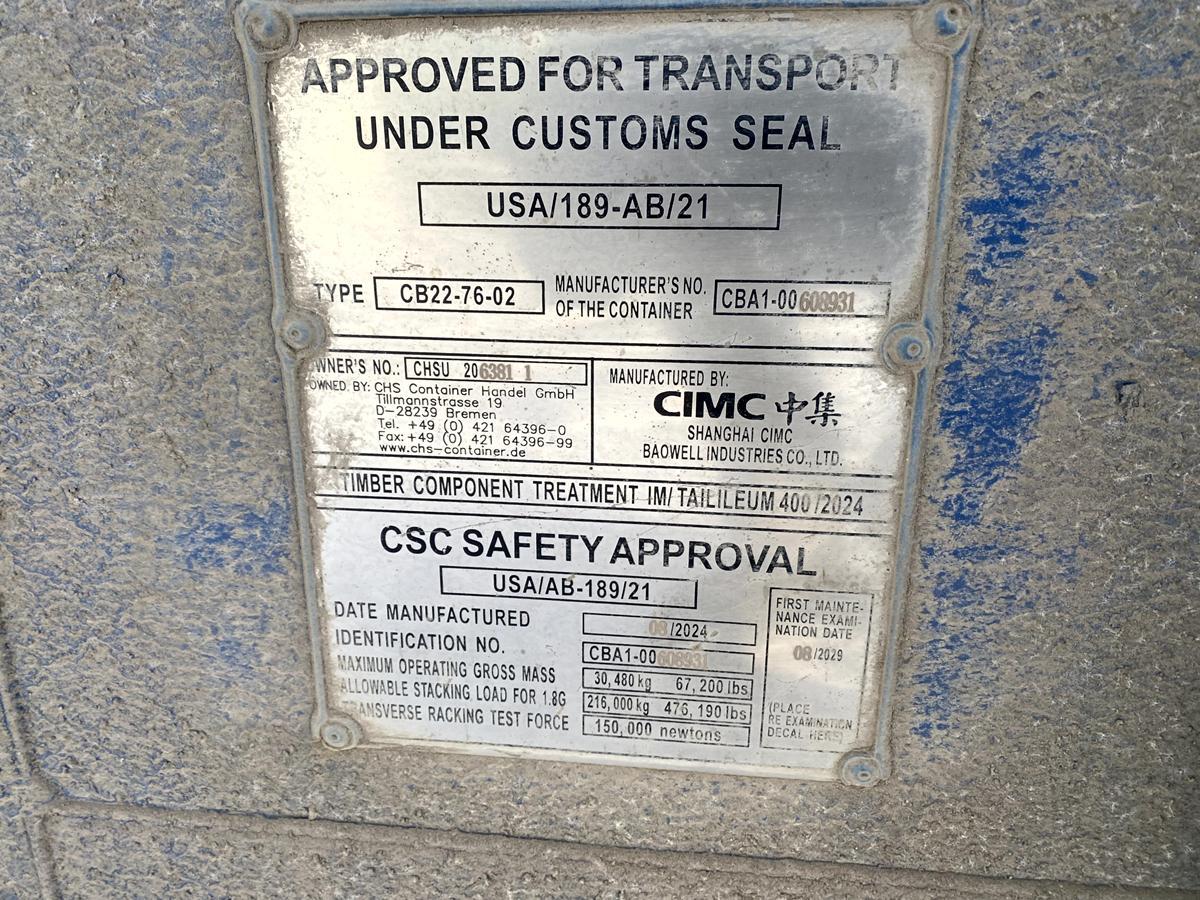 APPROVED FOR TRANSPORT
UNDER CUSTOMS SEAL
USA/189-AB/21
TYPE CB22-76-02
MANUFACTURER'S NO.
OF THE CONTAINER
CBA1-00608931
OWNER'S NO.: CHSU 206381 1
OWNED. BY: CHS Container Handel GmbH
Tillmannstrasse 19
D-28239 Bremen
Tel. +49 (0) 421 64396-0
Fax: +49 (0) 421 64396-99
www.chs-container.de
MANUFACTURED BY:
CIMC 中集
SHANGHAI CIMC
BAOWELL INDUSTRIES CO., LTD.
TIMBER COMPONENT TREATMENT IM/ TAILILEUM 400/2024
CSC SAFETY APPROVAL
USA/AB-189/21
DATE MANUFACTURED 08/2024
IDENTIFICATION NO. CBA1-00608931
MAXIMUM OPERATING GROSS MASS 30,480 kg 67,200 lbs
ALLOWABLE STACKING LOAD FOR 1.8G 216,000 kg 476,190 lbs
TRANSVERSE RACKING TEST FORCE 150,000 newtons
FIRST MAINTE-
NANCE EXAMI-
NATION DATE
08/2029
(PLACE
RE EXAMINATION
DECAL HERE)